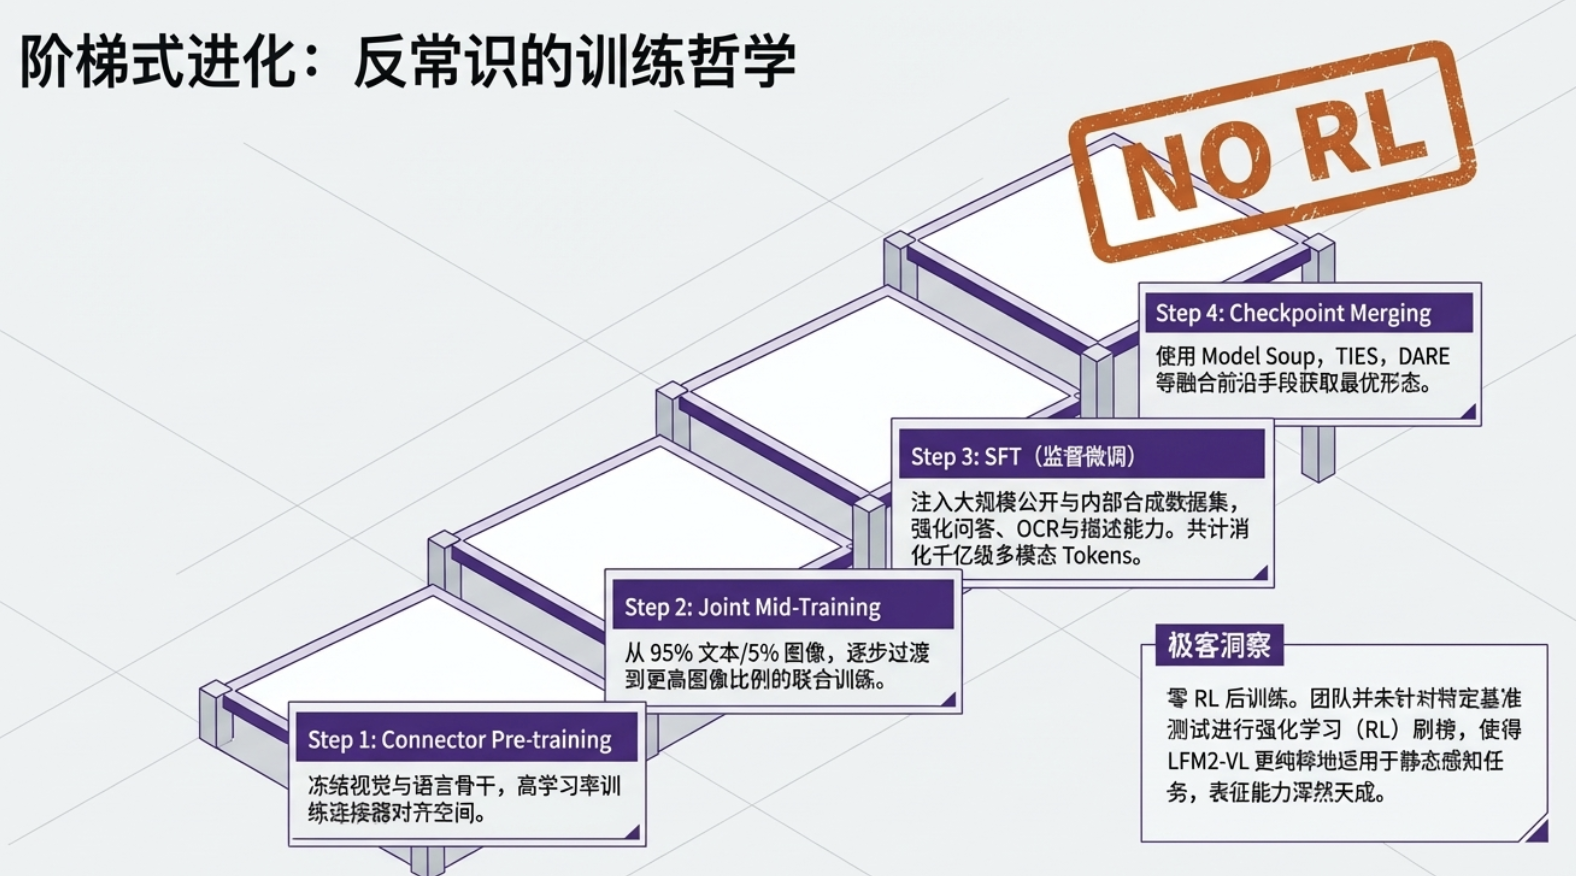 阶梯式进化：反常识的训练哲学
NO RL
Step 4: Checkpoint Merging
使用 Model Soup，TIES，DARE
等融合前沿手段获取最优形态。
Step 3: SFT（监督微调）
注入大规模公开与内部合成数据集，
强化问答、OCR与描述能力。共计消
化千亿级多模态 Tokens。
Step 2: Joint Mid-Training
从 95% 文本/5% 图像，逐步过渡
到更高图像比例的联合训练。
Step 1: Connector Pre-training
冻结视觉与语言骨干，高学习率训
练连接器对齐空间。
极客洞察
零 RL 后训练。团队并未针对特定基准
测试进行强化学习（RL）刷榜，使得
LFM2-VL 更纯粹地适用于静态感知任
务，表征能力浑然天成。